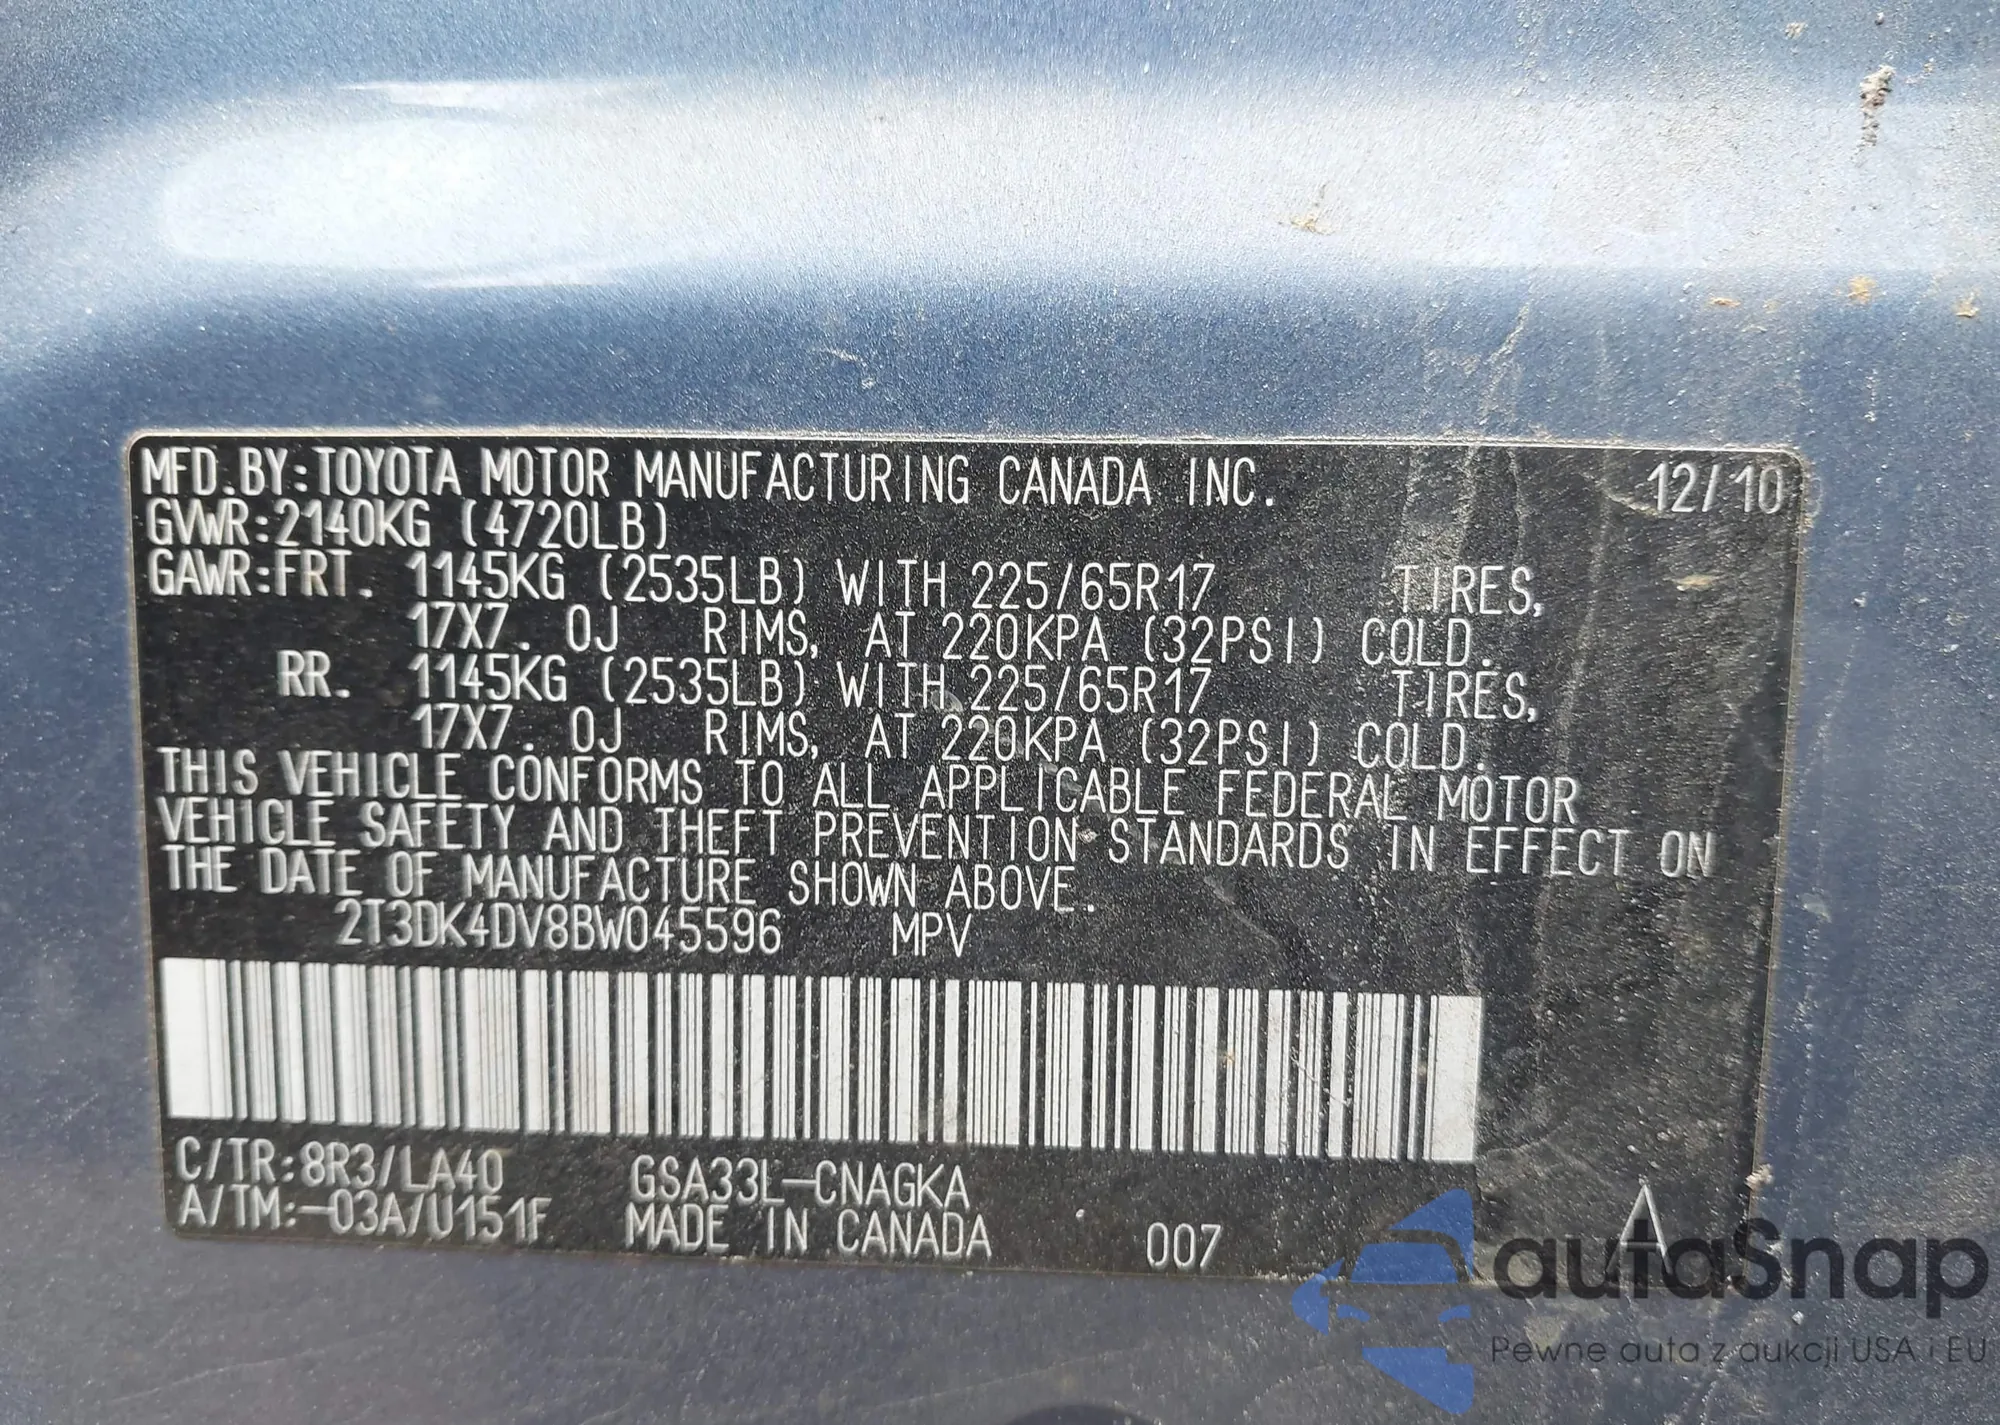 MFD.BY:TOYOTA MOTOR MANUFACTURING CANADA INC. 12/10
GVWR:2140KG (4720LB)
GAWR:FRT. 1145KG (2535LB) WITH 225/65R17 TIRES,
17X7.0J RIMS, AT 220KPA (32PSI) COLD.
RR. 1145KG (2535LB) WITH 225/65R17 TIRES,
17X7.0J RIMS, AT 220KPA (32PSI) COLD.
THIS VEHICLE CONFORMS TO ALL APPLICABLE FEDERAL MOTOR
VEHICLE SAFETY AND THEFT PREVENTION STANDARDS IN EFFECT ON
THE DATE OF MANUFACTURE SHOWN ABOVE.
2T3DK4DV8BW045596 MPV
C/TR:8R3/LA40 GSA33L-CNAGKA
A/TM:-03A/U151F MADE IN CANADA 007 A
autaSnap
Pewne auta z aukcji USA i EU